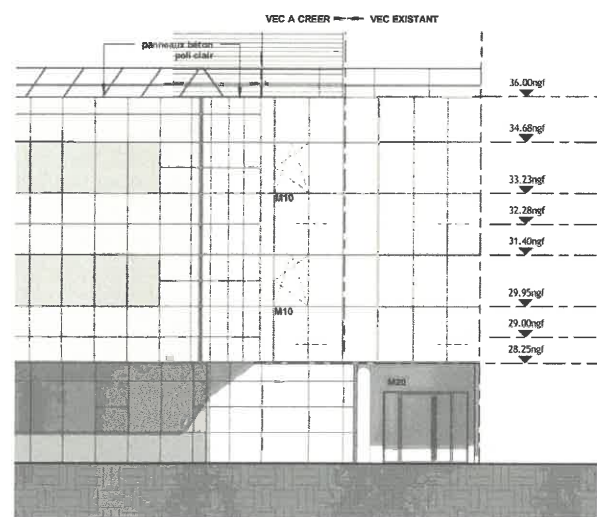 VEC A CREER VEC EXISTANT
panneaux béton
poli clair
36.00ngf
34.68ngf
33.23ngf
M10
32.28ngf
31.40ngf
29.95ngf
M10
29.00ngf
28.25ngf
M20